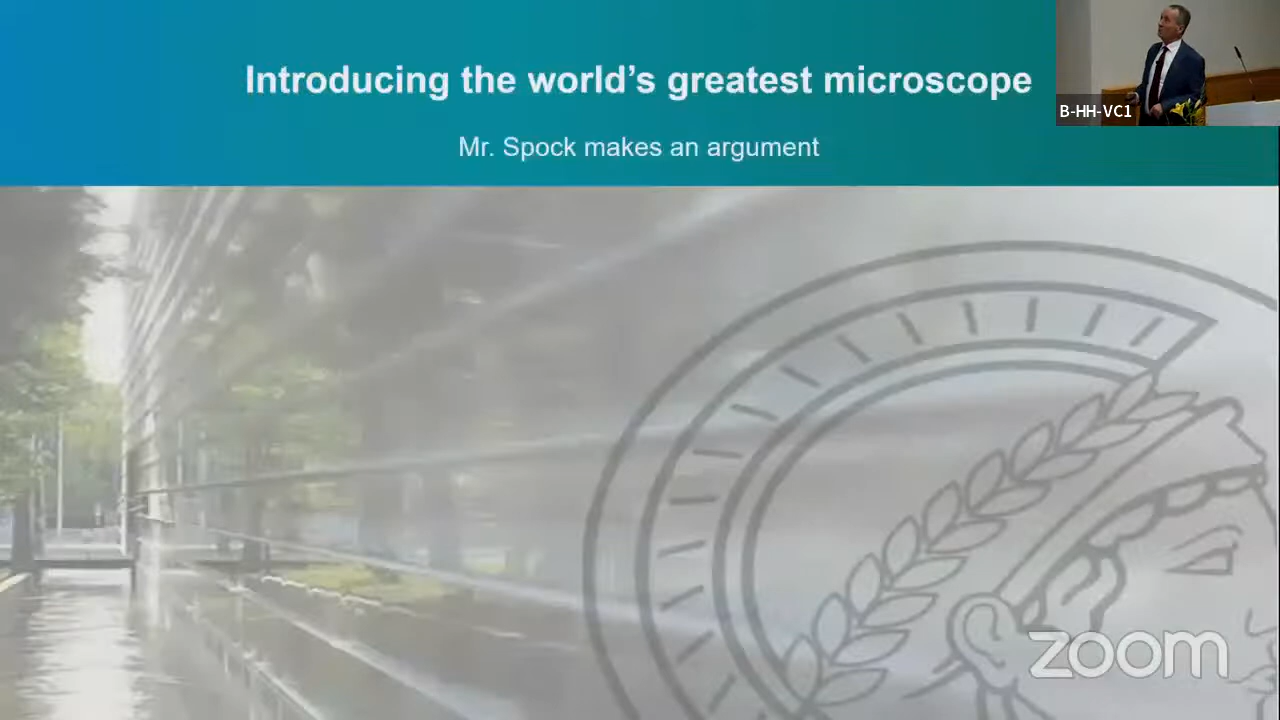 Introducing the world’s greatest microscope
Mr. Spock makes an argument
B-HH-VC1
zoom